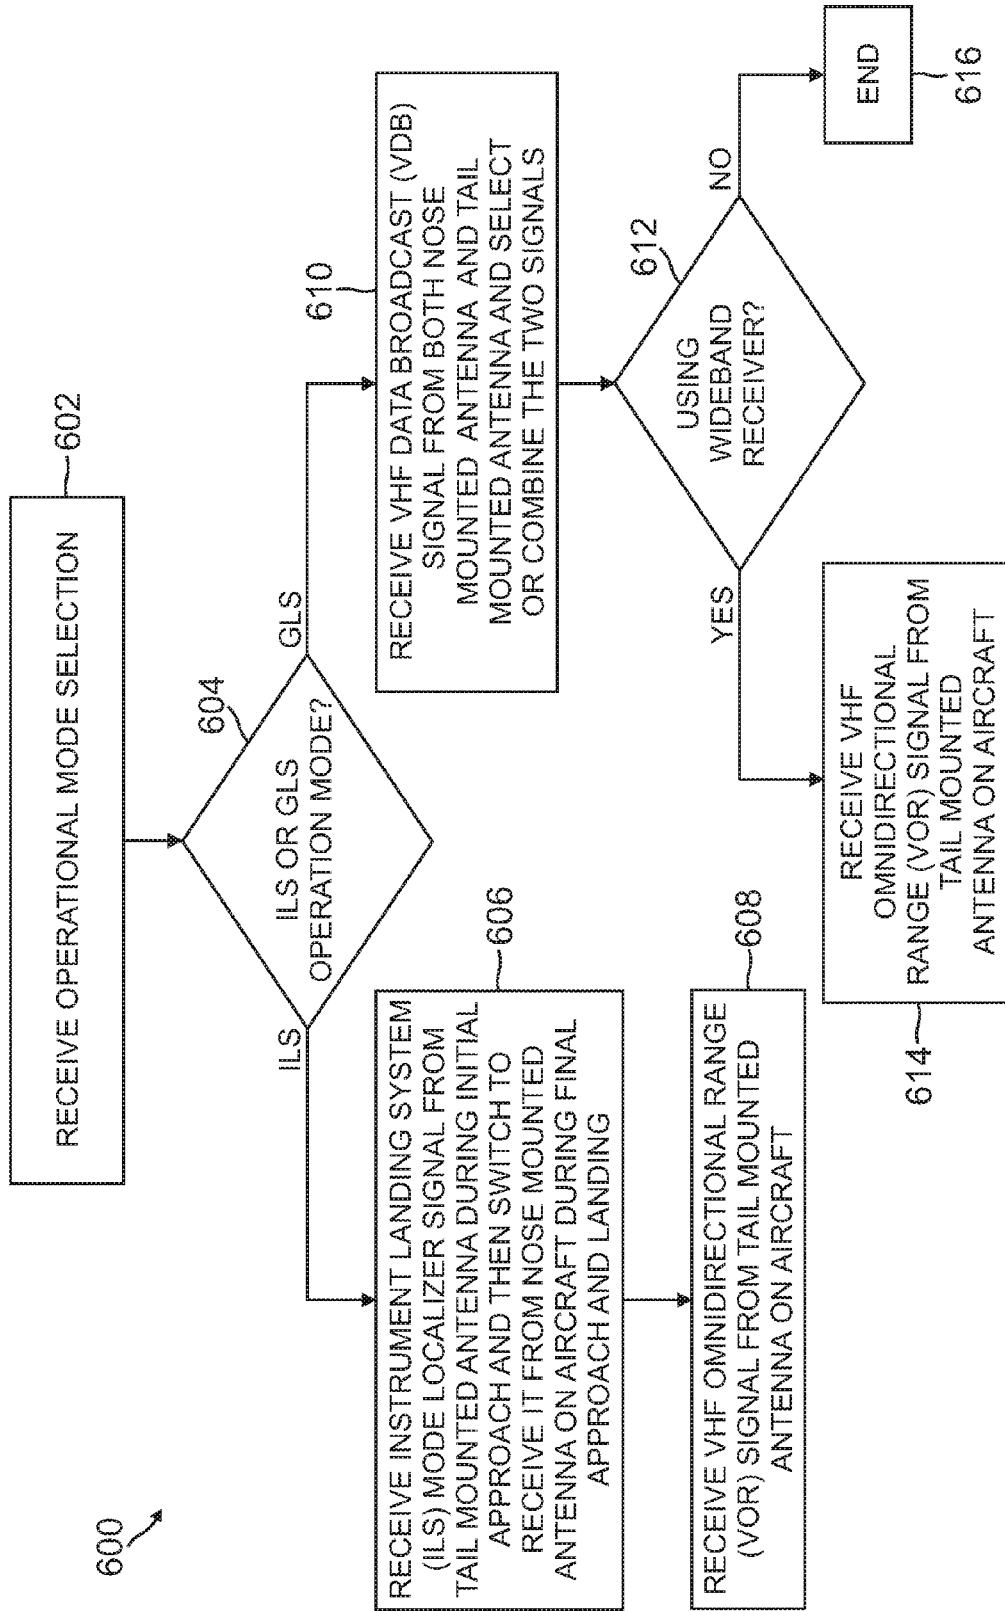 600
RECEIVE OPERATIONAL MODE SELECTION
602
604
ILS OR GLS
OPERATION MODE?
ILS
GLS
RECEIVE INSTRUMENT LANDING SYSTEM
(ILS) MODE LOCALIZER SIGNAL FROM
TAIL MOUNTED ANTENNA DURING INITIAL
APPROACH AND THEN SWITCH TO
RECEIVE IT FROM NOSE MOUNTED
ANTENNA ON AIRCRAFT DURING FINAL
APPROACH AND LANDING
606
RECEIVE VHF OMNIDIRECTIONAL RANGE
(VOR) SIGNAL FROM TAIL MOUNTED
ANTENNA ON AIRCRAFT
608
610
RECEIVE VHF DATA BROADCAST (VDB)
SIGNAL FROM BOTH NOSE
MOUNTED ANTENNA AND TAIL
MOUNTED ANTENNA AND SELECT
OR COMBINE THE TWO SIGNALS
612
USING
WIDEBAND
RECEIVER?
YES
NO
RECEIVE VHF
OMNIDIRECTIONAL
RANGE (VOR) SIGNAL FROM
TAIL MOUNTED
ANTENNA ON AIRCRAFT
614
END
616